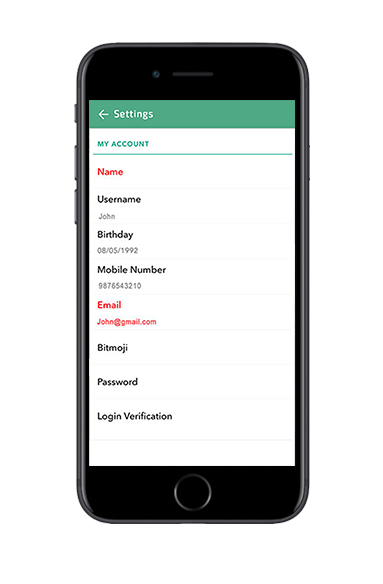 Settings
MY ACCOUNT
Name
Username
John
Birthday
08/05/1992
Mobile Number
9876543210
Email
John@gmail.com
Bitmoji
Password
Login Verification